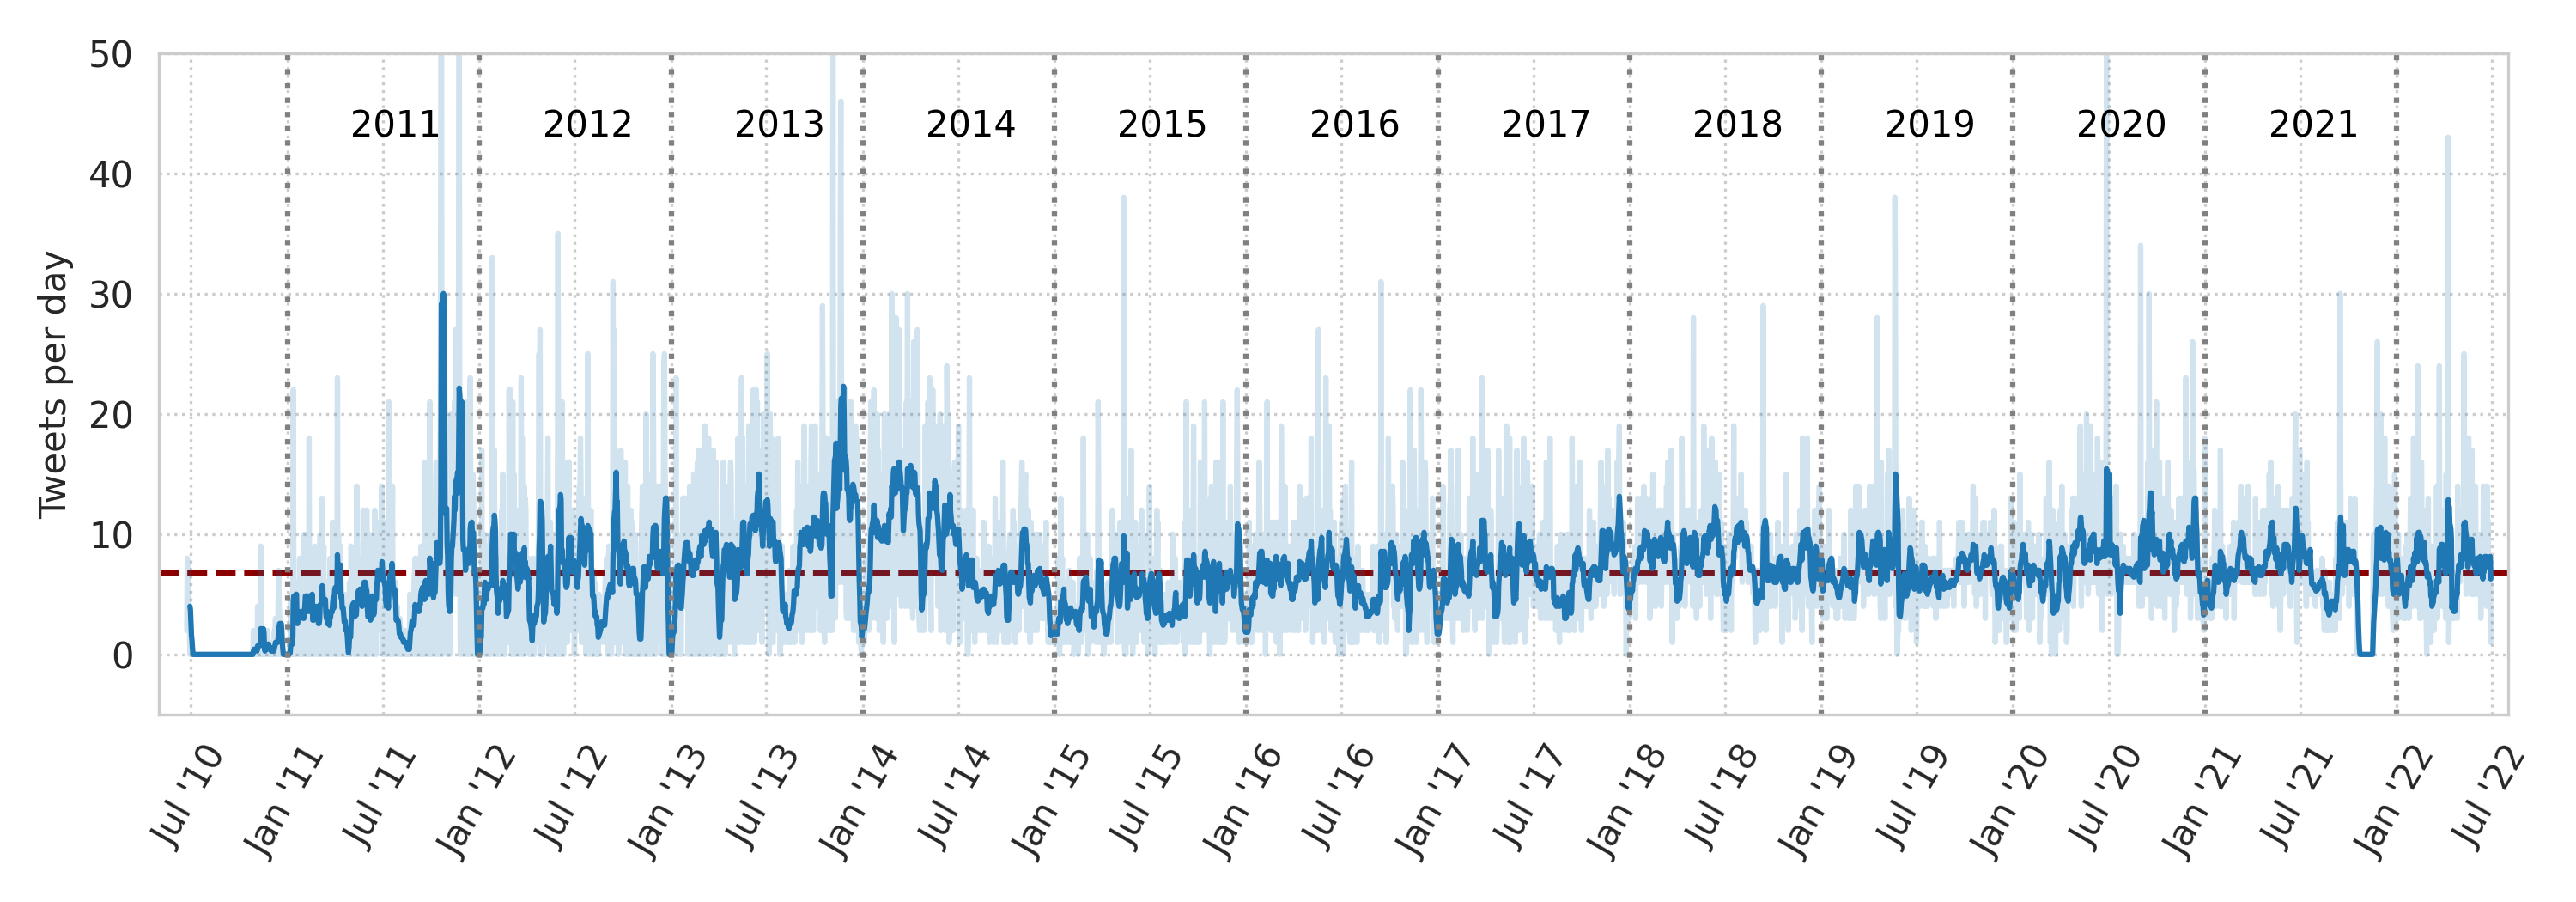 50
40
30
20
10
0
Tweets per day
2011
2012
2013
2014
2015
2016
2017
2018
2019
2020
2021
Jul '10
Jan '11
Jul '11
Jan '12
Jul '12
Jan '13
Jul '13
Jan '14
Jul '14
Jan '15
Jul '15
Jan '16
Jul '16
Jan '17
Jul '17
Jan '18
Jul '18
Jan '19
Jul '19
Jan '20
Jul '20
Jan '21
Jul '21
Jan '22
Jul '22